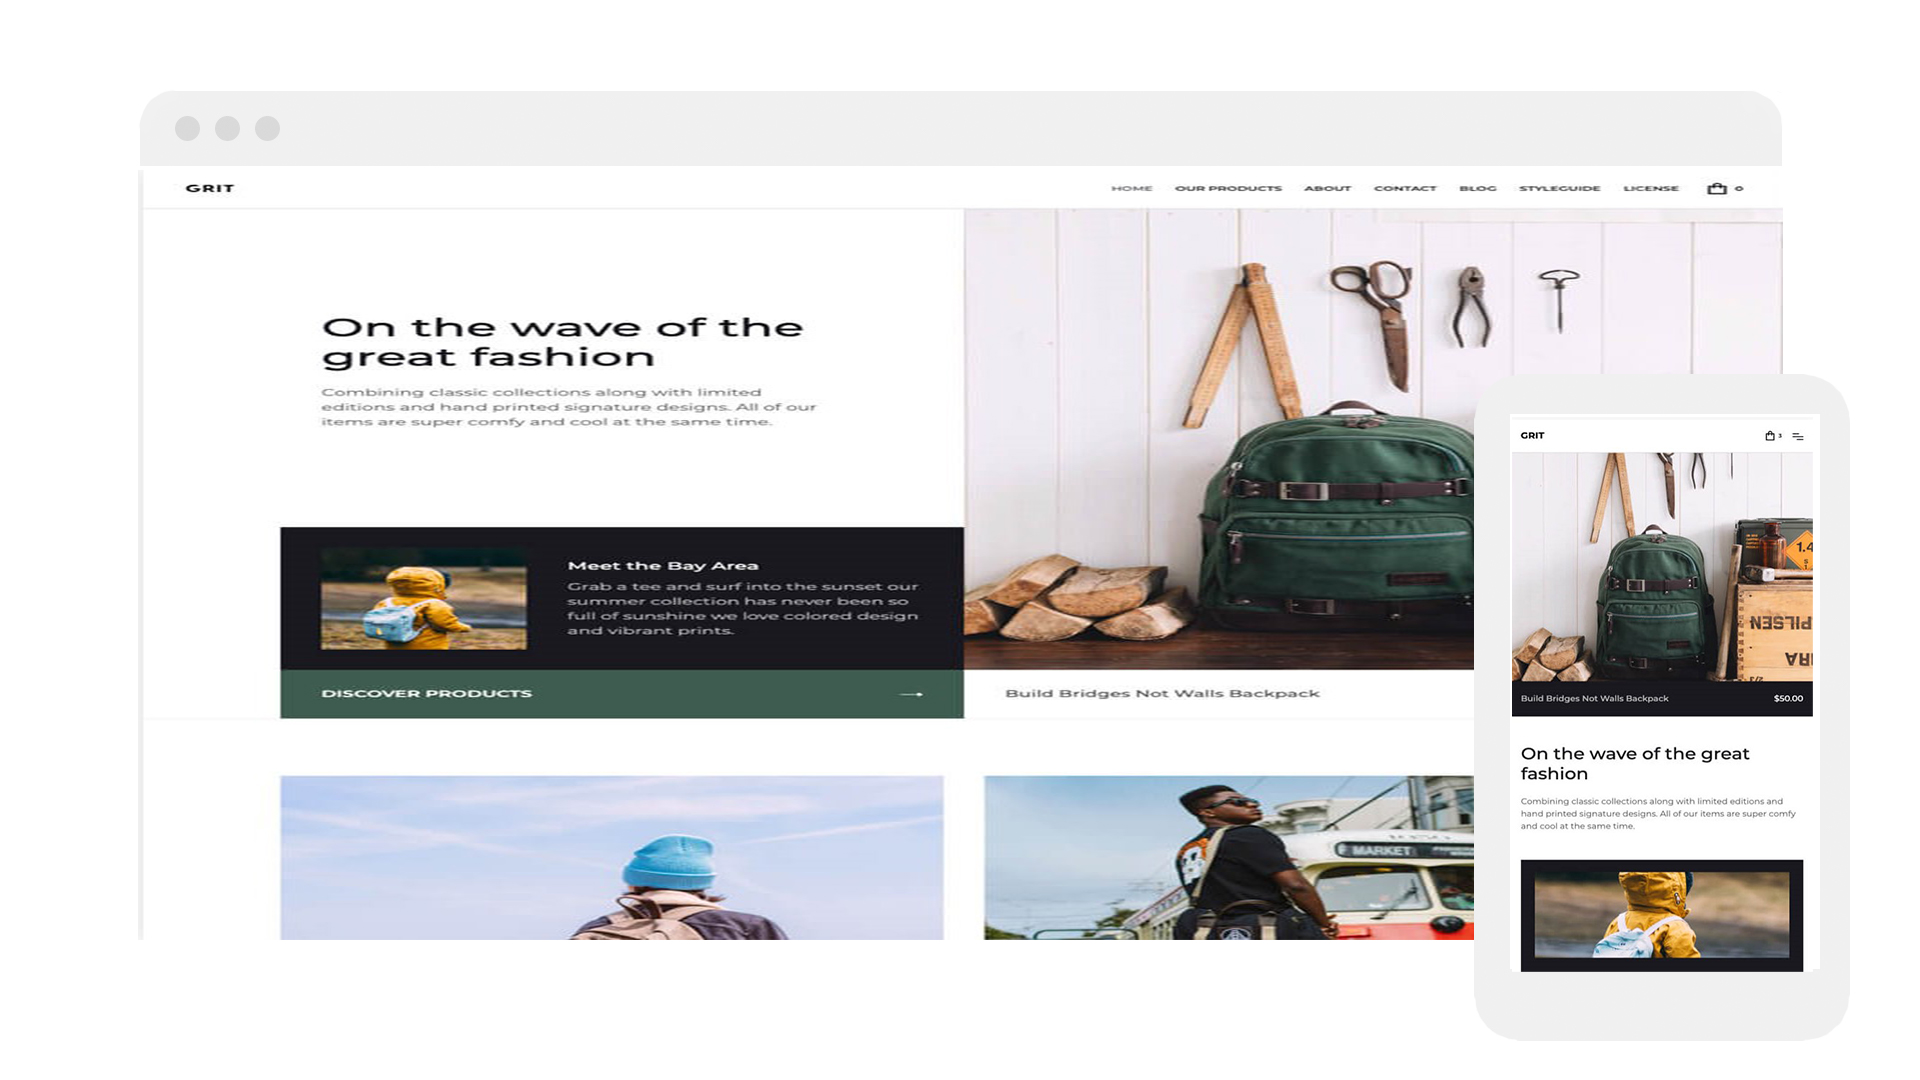 GRIT
HOME OUR PRODUCTS ABOUT CONTACT BLOG STYLEGUIDE LICENSE 0
On the wave of the
great fashion
Combining classic collections along with limited
editions and hand printed signature designs. All of our
items are super comfy and cool at the same time.
Meet the Bay Area
Grab a tee and surf into the sunset our
summer collection has never been so
full of sunshine we love colored design
and vibrant prints.
DISCOVER PRODUCTS
Build Bridges Not Walls Backpack
MARKET
GRIT
3
1.4
PILSEN
Build Bridges Not Walls Backpack $50.00
On the wave of the great
fashion
Combining classic collections along with limited editions and
hand printed signature designs. All of our items are super comfy
and cool at the same time.